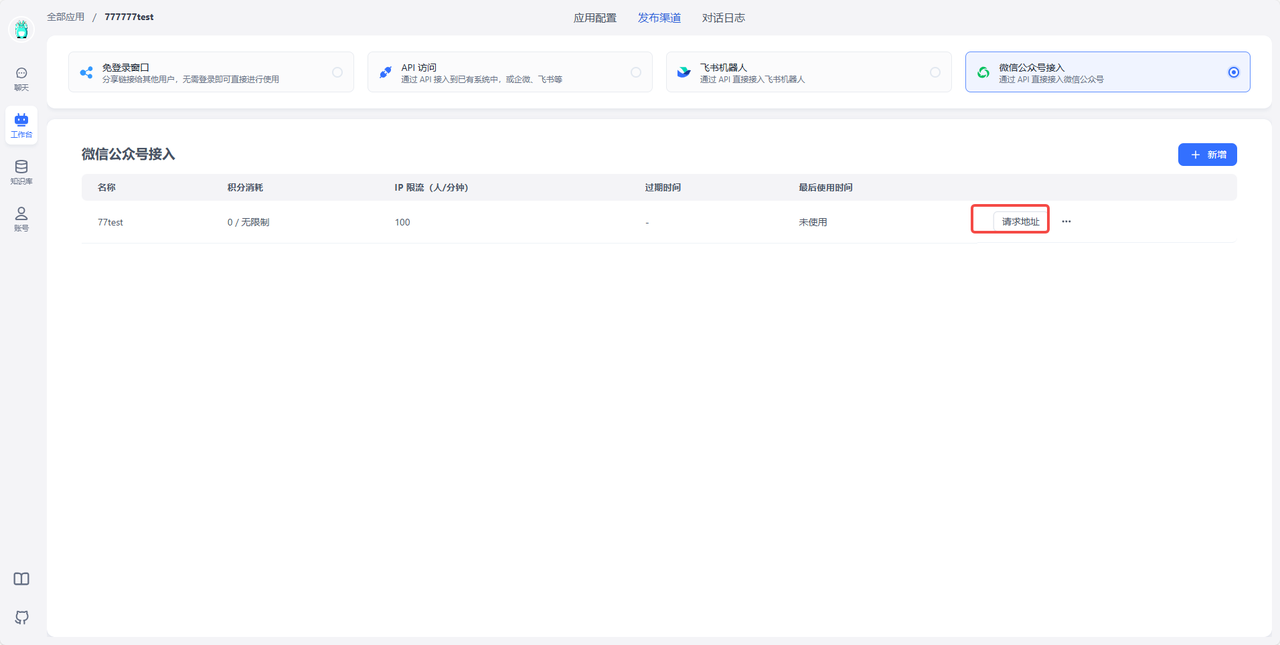 全部应用 / 777777test
应用配置 发布渠道 对话日志
聊天
工作台
知识库
账号
免登录窗口
分享链接给其他用户，无需登录即可直接进行使用
API 访问
通过 API 接入到已有系统中，或企微、飞书等
飞书机器人
通过 API 直接接入飞书机器人
微信公众号接入
通过 API 直接接入微信公众号
微信公众号接入
+ 新增
名称 积分消耗 IP 限流（人/分钟） 过期时间 最后使用时间
77test 0 / 无限制 100 - 未使用 请求地址 ...